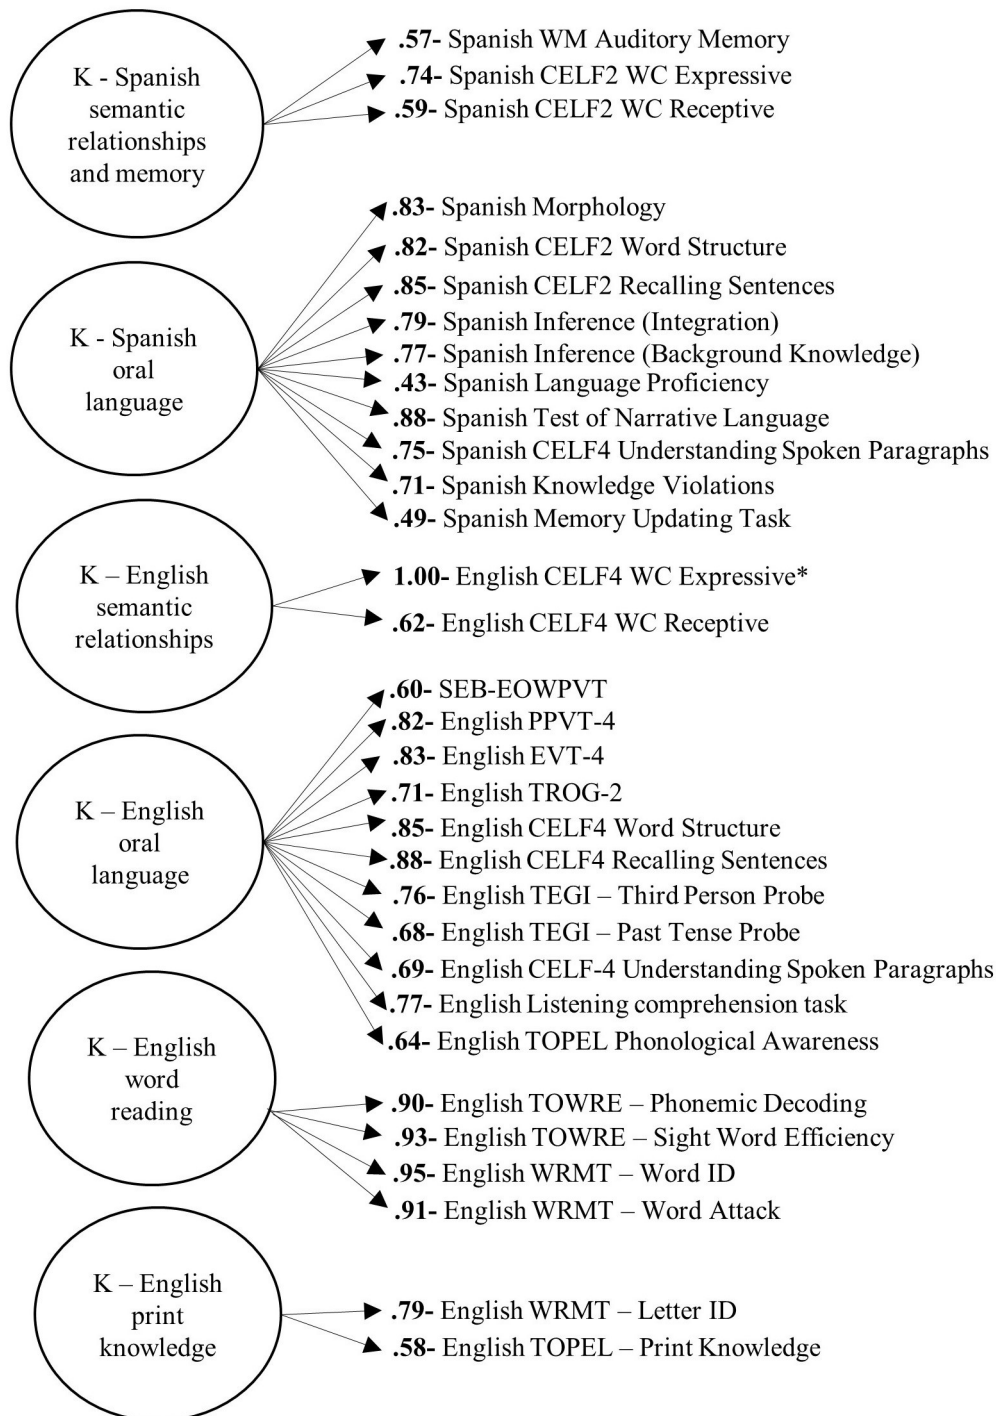 K - Spanish
semantic
relationships
and memory
.57- Spanish WM Auditory Memory
.74- Spanish CELF2 WC Expressive
.59- Spanish CELF2 WC Receptive
K - Spanish
oral
language
.83- Spanish Morphology
.82- Spanish CELF2 Word Structure
.85- Spanish CELF2 Recalling Sentences
.79- Spanish Inference (Integration)
.77- Spanish Inference (Background Knowledge)
.43- Spanish Language Proficiency
.88- Spanish Test of Narrative Language
.75- Spanish CELF4 Understanding Spoken Paragraphs
.71- Spanish Knowledge Violations
.49- Spanish Memory Updating Task
K – English
semantic
relationships
1.00- English CELF4 WC Expressive*
.62- English CELF4 WC Receptive
K – English
oral
language
.60- SEB-EOWPVT
.82- English PPVT-4
.83- English EVT-4
.71- English TROG-2
.85- English CELF4 Word Structure
.88- English CELF4 Recalling Sentences
.76- English TEGI – Third Person Probe
.68- English TEGI – Past Tense Probe
.69- English CELF-4 Understanding Spoken Paragraphs
.77- English Listening comprehension task
.64- English TOPEL Phonological Awareness
K – English
word
reading
.90- English TOWRE – Phonemic Decoding
.93- English TOWRE – Sight Word Efficiency
.95- English WRMT – Word ID
.91- English WRMT – Word Attack
K – English
print
knowledge
.79- English WRMT – Letter ID
.58- English TOPEL – Print Knowledge